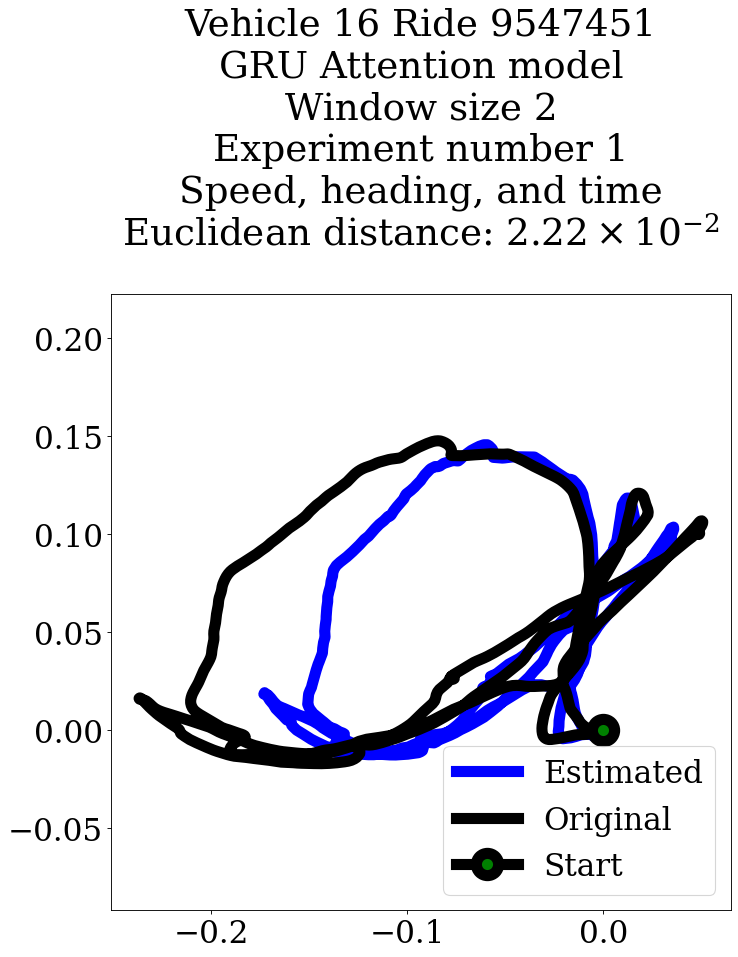 Vehicle 16 Ride 9547451
GRU Attention model
Window size 2
Experiment number 1
Speed, heading, and time
Euclidean distance: 2.22 × 10⁻²
0.20
0.15
0.10
0.05
0.00
−0.05
Estimated
Original
Start
−0.2
−0.1
0.0